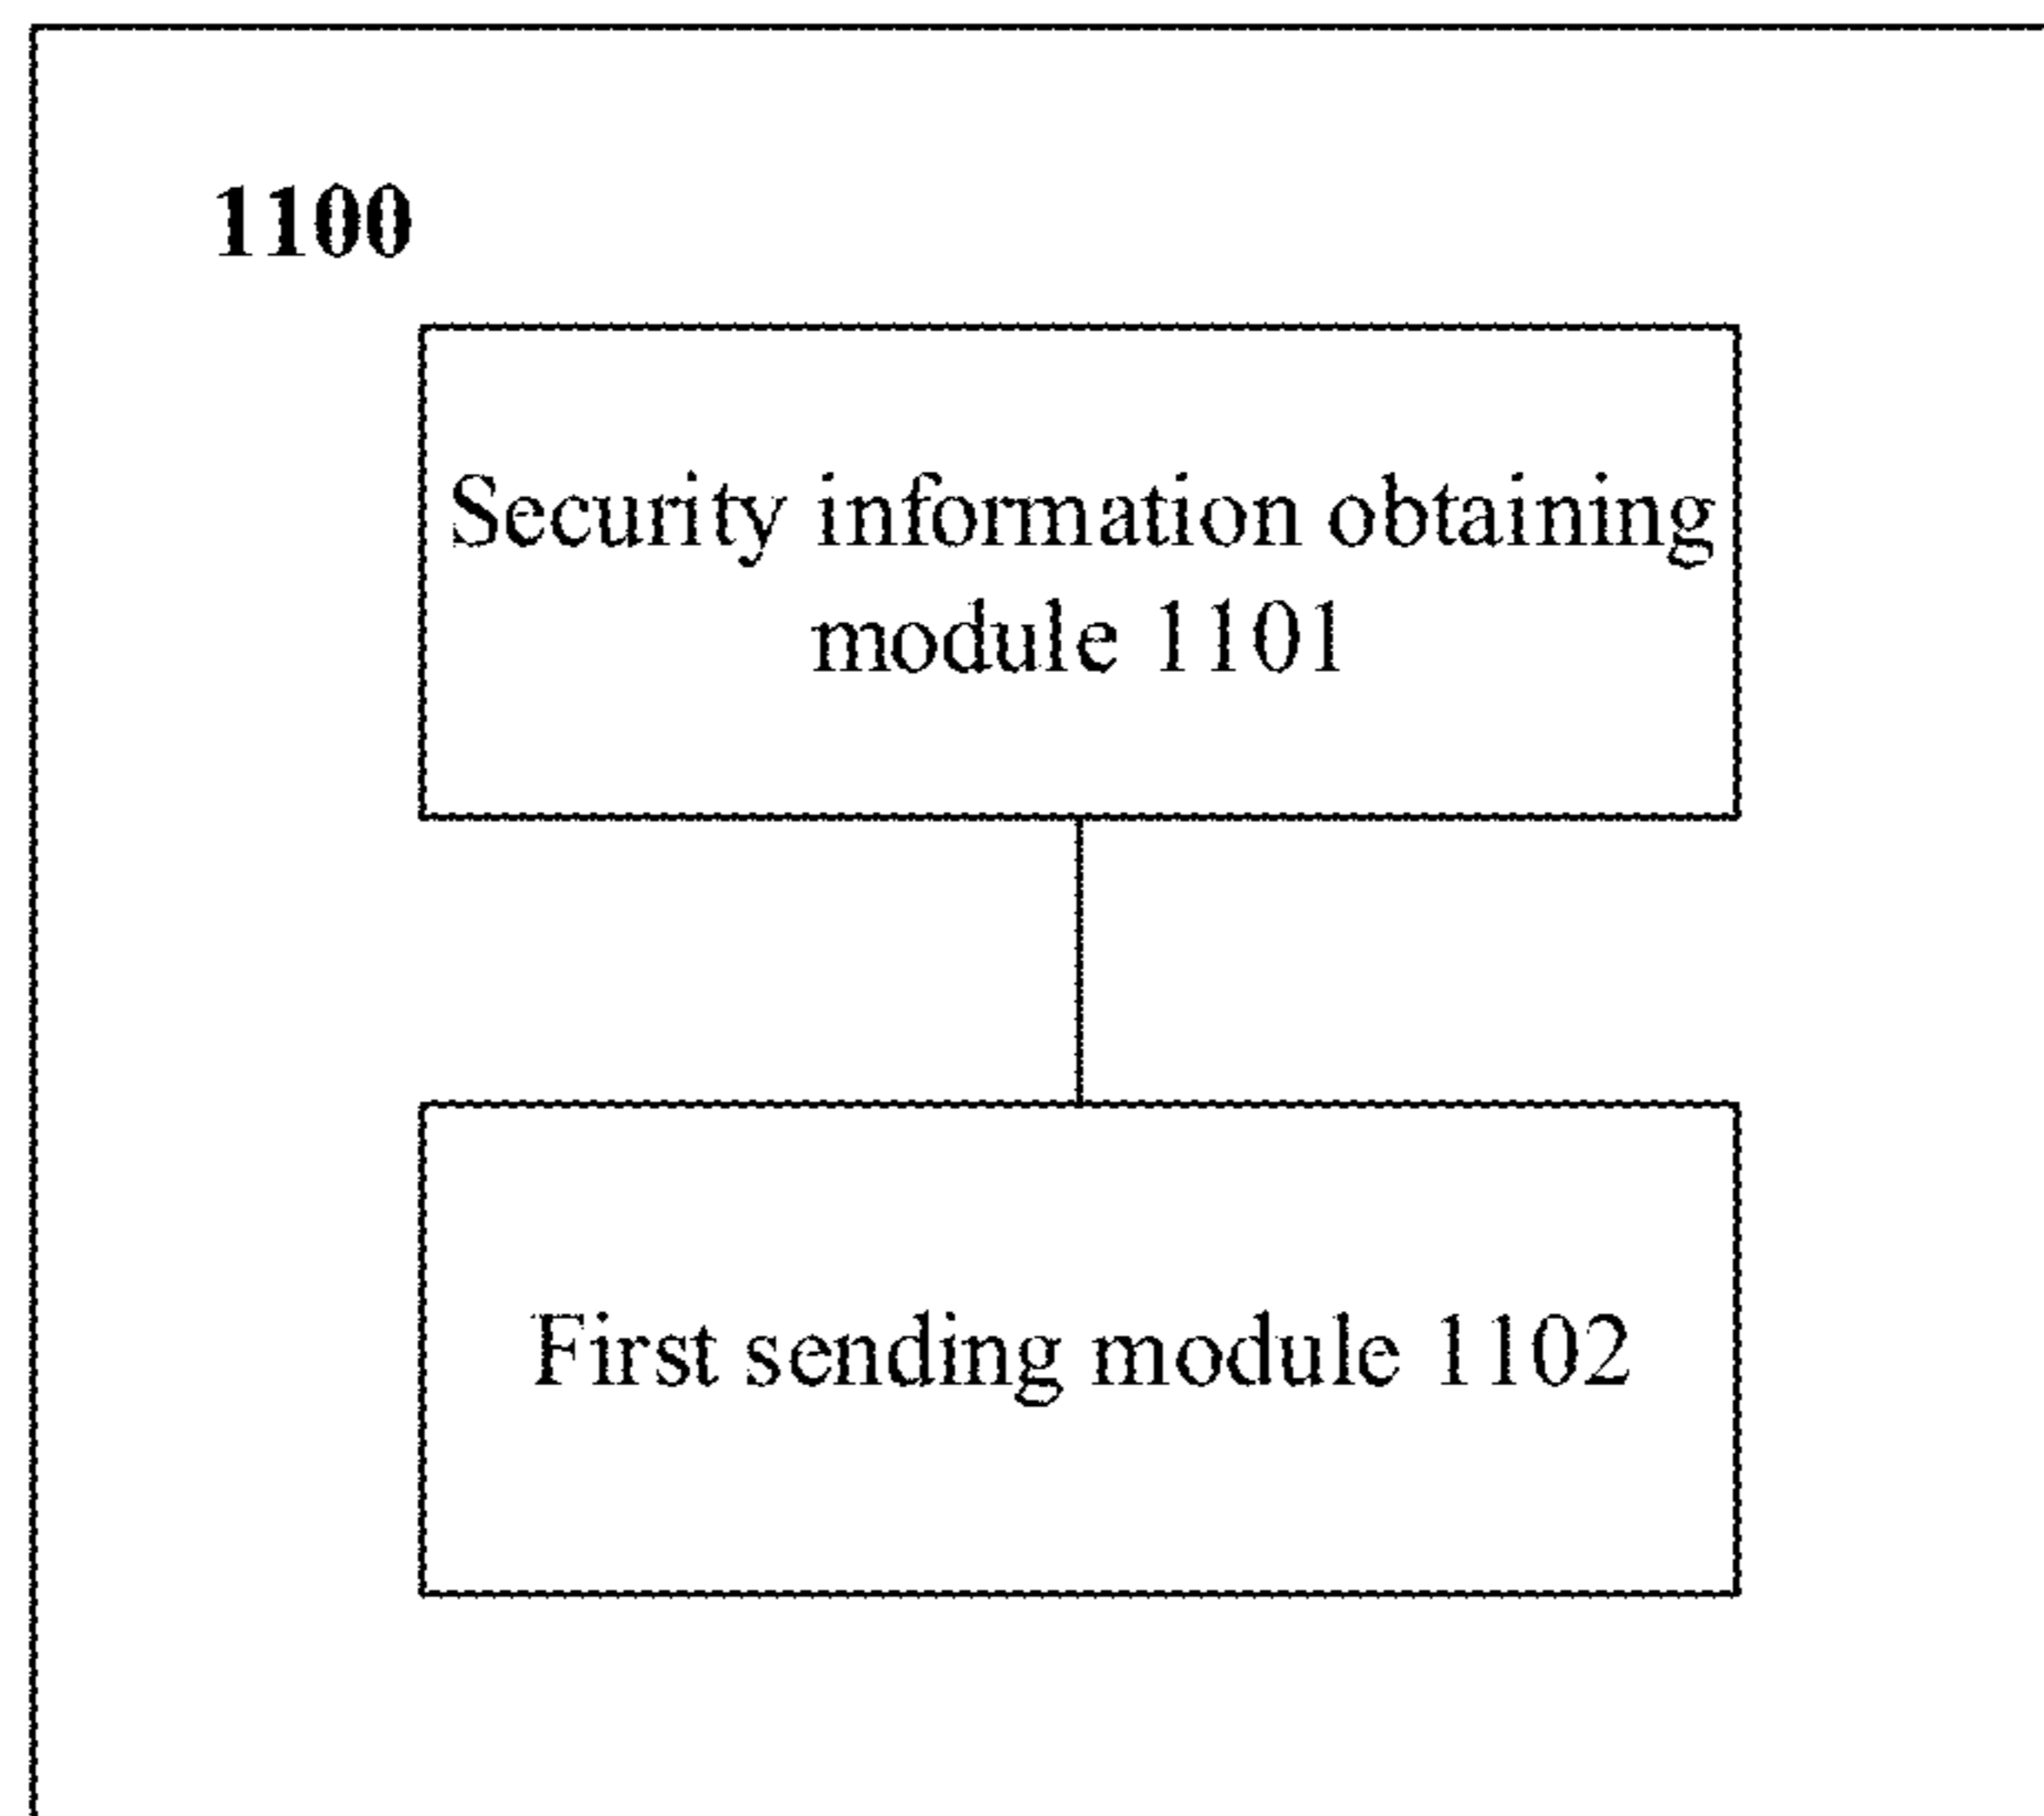 1100
Security information obtaining
module 1101
First sending module 1102